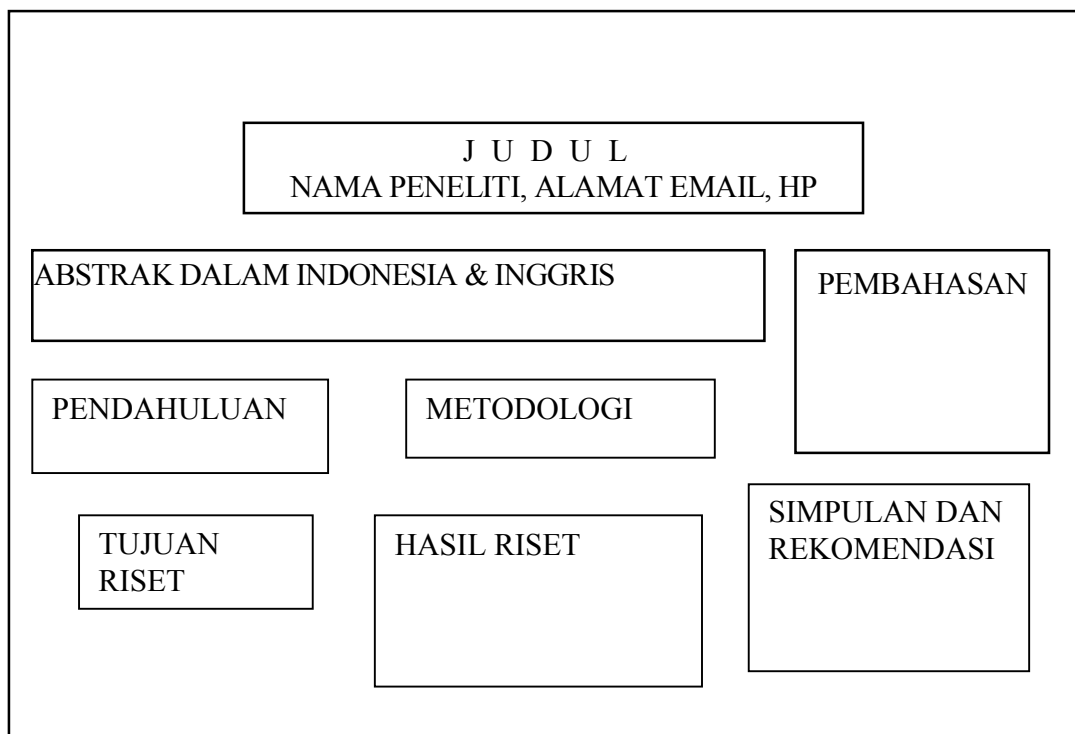 J U D U L
NAMA PENELITI, ALAMAT EMAIL, HP
ABSTRAK DALAM INDONESIA & INGGRIS
PEMBAHASAN
PENDAHULUAN
METODOLOGI
TUJUAN
RISET
HASIL RISET
SIMPULAN DAN
REKOMENDASI